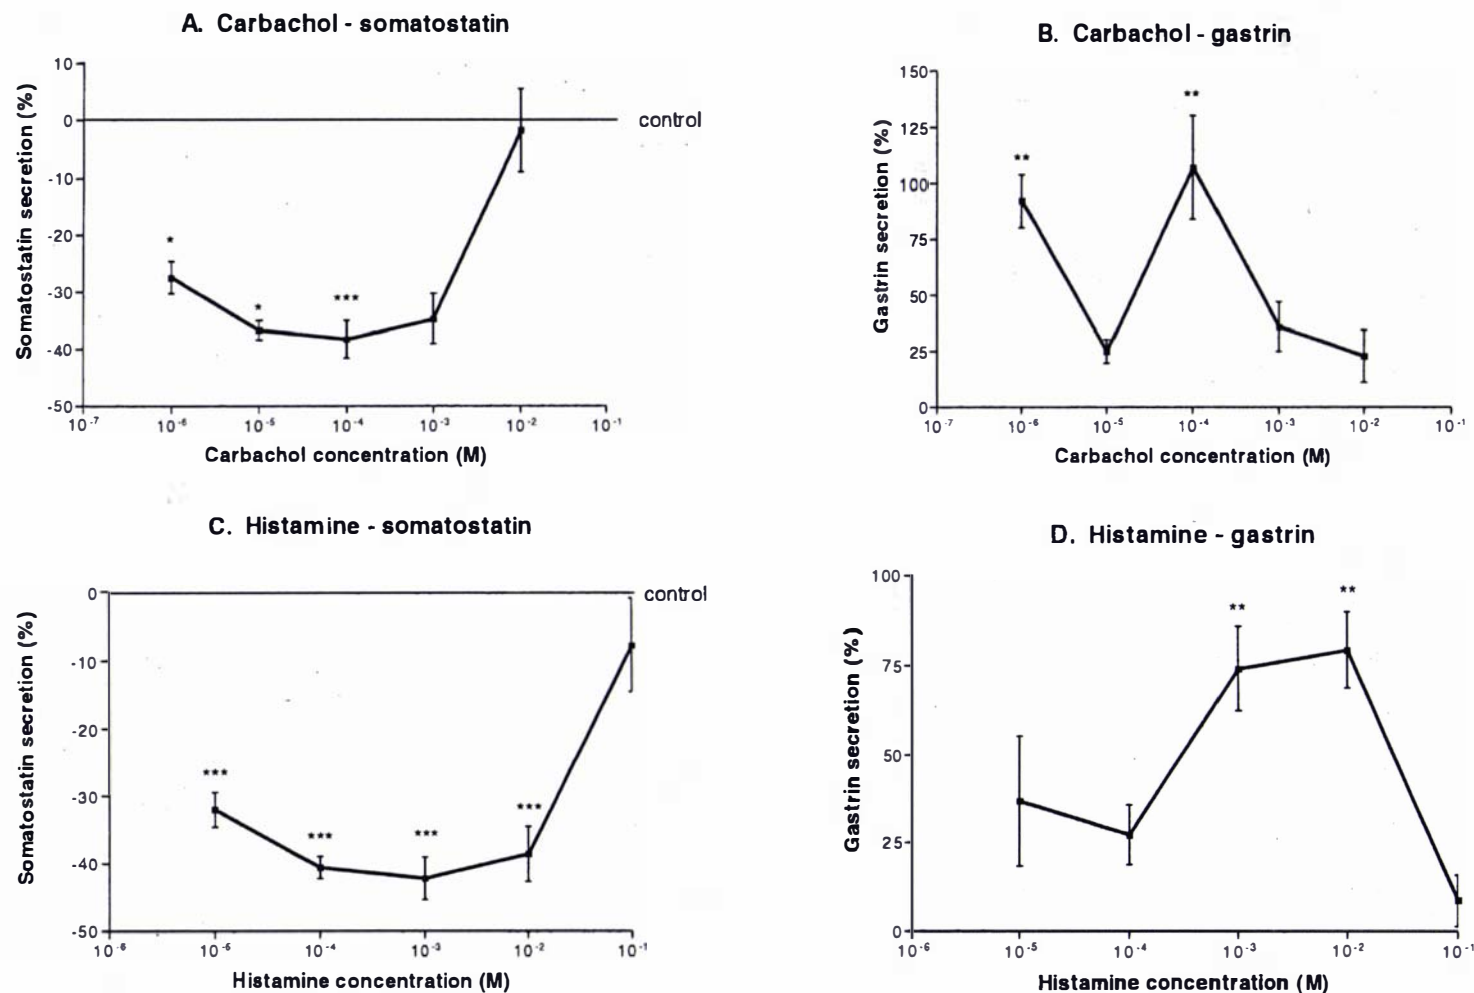 A. Carbachol - somatostatin
Somatostatin secretion (%)
10
0
-10
-20
-30
-40
-50
control
*
*
***
10⁻⁷ 10⁻⁶ 10⁻⁵ 10⁻⁴ 10⁻³ 10⁻² 10⁻¹
Carbachol concentration (M)
B. Carbachol - gastrin
Gastrin secretion (%)
150
125
100
75
50
25
0
**
**
10⁻⁷ 10⁻⁶ 10⁻⁵ 10⁻⁴ 10⁻³ 10⁻² 10⁻¹
Carbachol concentration (M)
C. Histamine - somatostatin
Somatostatin secretion (%)
0
-10
-20
-30
-40
-50
control
***
***
***
***
10⁻⁶ 10⁻⁵ 10⁻⁴ 10⁻³ 10⁻² 10⁻¹
Histamine concentration (M)
D. Histamine - gastrin
Gastrin secretion (%)
100
75
50
25
0
**
**
10⁻⁶ 10⁻⁵ 10⁻⁴ 10⁻³ 10⁻² 10⁻¹
Histamine concentration (M)